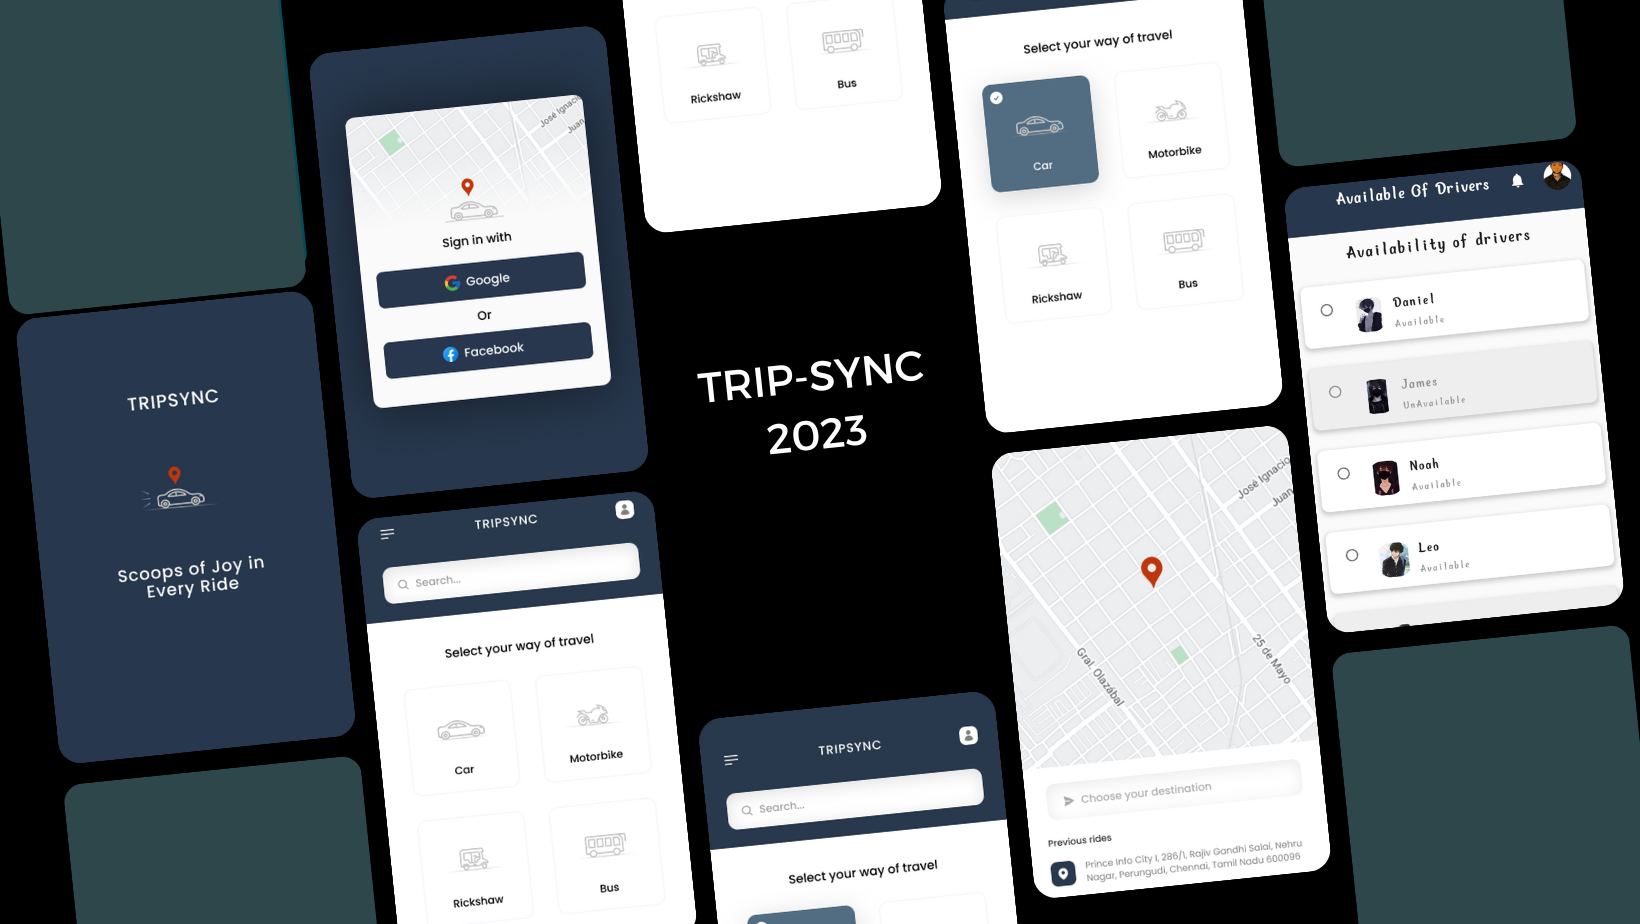 TRIPSYNC
Scoops of Joy in
Every Ride
José Ignacio
Juan
Sign in with
Google
Or
Facebook
TRIPSYNC
Search...
Select your way of travel
Car
Motorbike
Rickshaw
Bus
Rickshaw
Bus
TRIP-SYNC
2023
TRIPSYNC
Search...
Select your way of travel
Select your way of travel
Car
Motorbike
Rickshaw
Bus
José Ignacio
Juan
Gral. Olazábal
25 de Mayo
Choose your destination
Previous rides
Prince Info City I, 286/1, Rajiv Gandhi Salai, Nehru
Nagar, Perungudi, Chennai, Tamil Nadu 600096
Available Of Drivers
Availability of drivers
Daniel
Available
James
UnAvailable
Noah
Available
Leo
Available